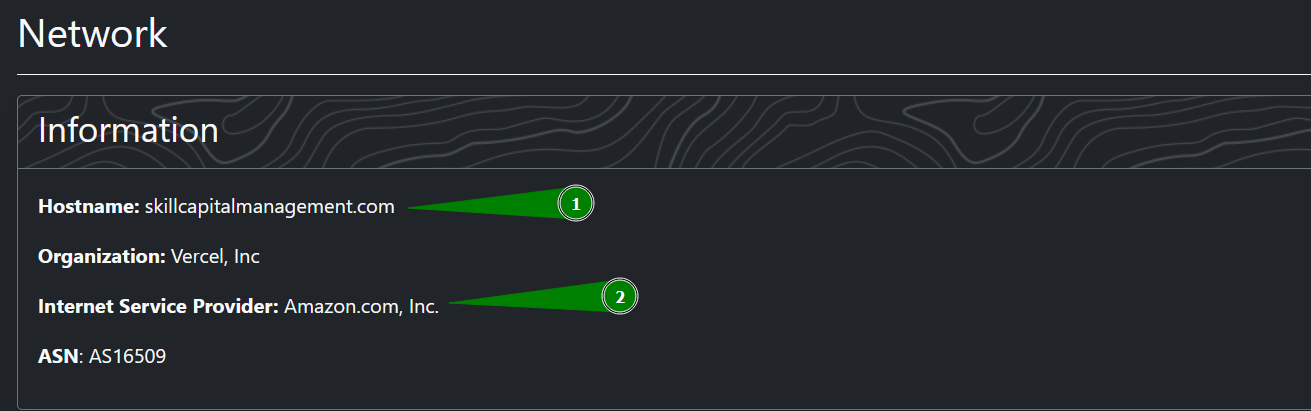 Network
Information
Hostname: skillcapitalmanagement.com
1
Organization: Vercel, Inc
Internet Service Provider: Amazon.com, Inc.
2
ASN: AS16509